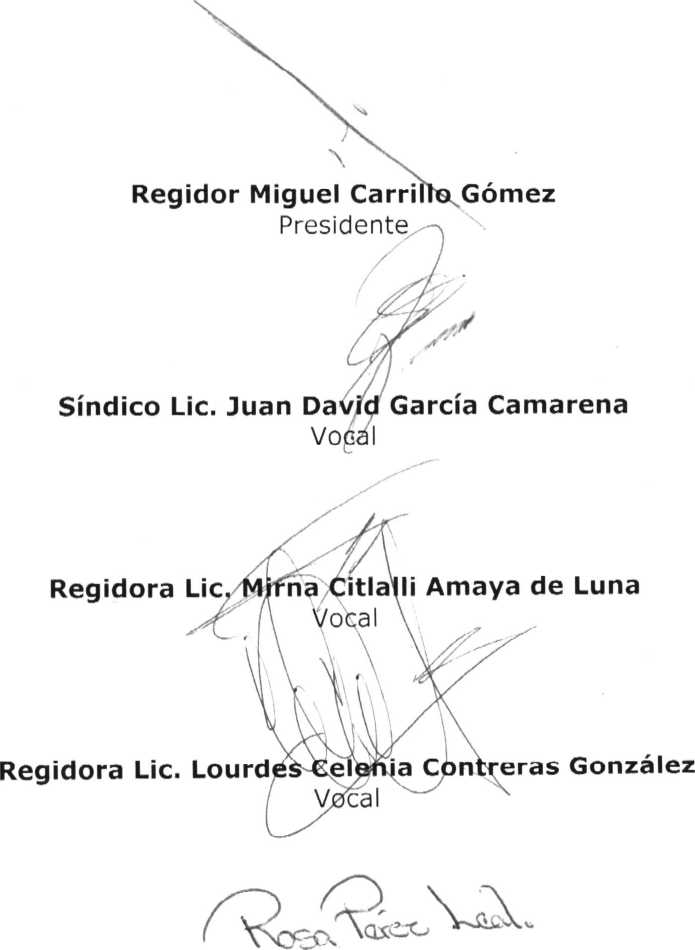 Regidor Miguel Carrillo Gómez
Presidente
Síndico Lic. Juan David García Camarena
Vocal
Regidora Lic. Mirna Citlalli Amaya de Luna
Vocal
Regidora Lic. Lourdes Celenia Contreras González
Vocal
Rosa Pérez Leal.